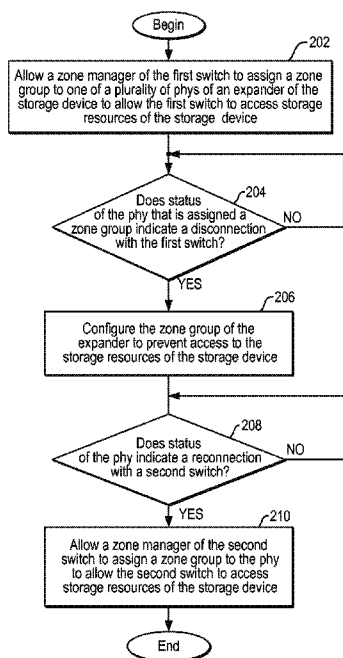 Begin
202
Allow a zone manager of the first switch to assign a zone
group to one of a plurality of phys of an expander of the
storage device to allow the first switch to access storage
resources of the storage device
204
Does status
of the phy that is assigned a
zone group indicate a disconnection
with the first switch?
NO
YES
206
Configure the zone group of the
expander to prevent access to the
storage resources of the storage device
208
Does status
of the phy indicate a reconnection
with a second switch?
NO
YES
210
Allow a zone manager of the second
switch to assign a zone group to the phy
to allow the second switch to access
storage resources of the storage device
End